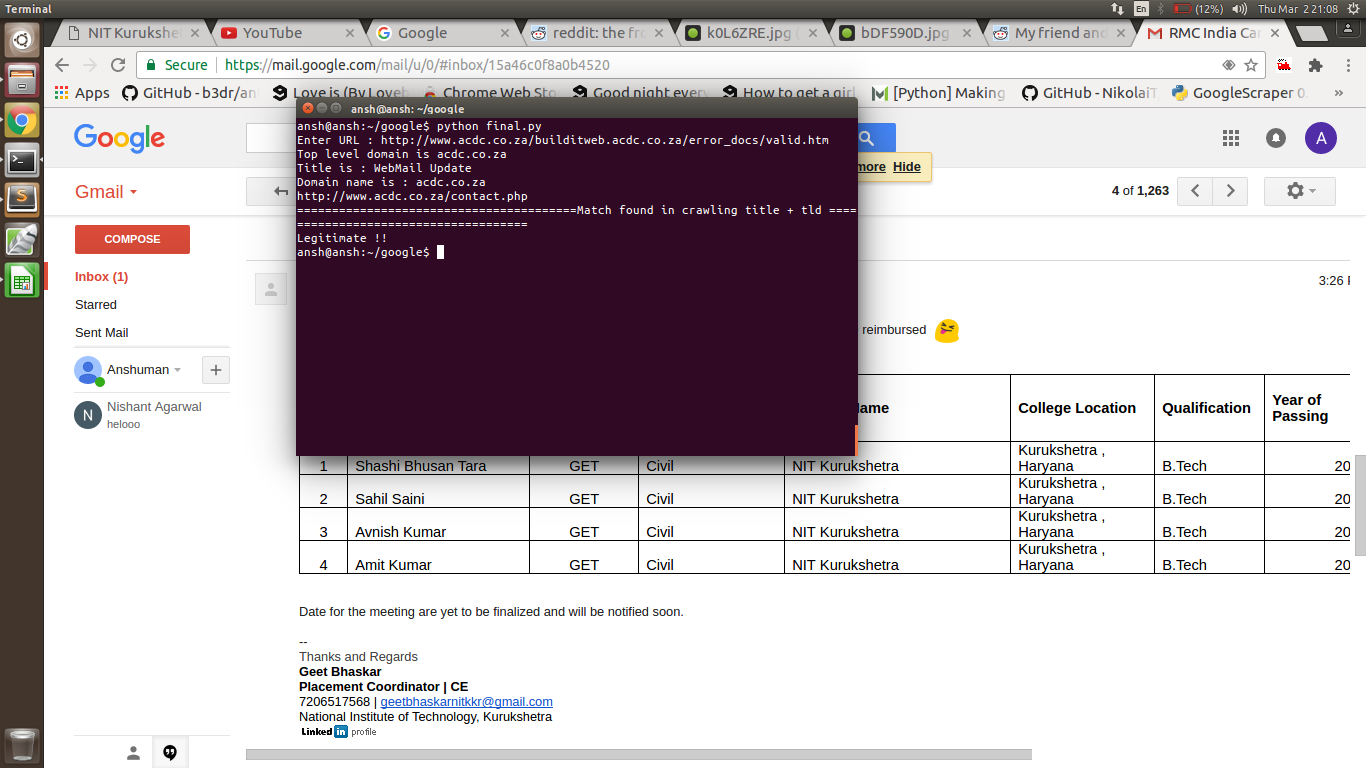 Terminal
En
(12%)
Thu Mar 2 21:08
NIT Kurukshe
YouTube
Google
reddit: the fro
k0L6ZRE.jpg (
bDF590D.jpg
My friend and
RMC India Car
Secure
https://mail.google.com/mail/u/0/#inbox/15a46c0f8a0b4520
Apps
GitHub - b3dr/an
Love is (By Loveb
Chrome Web Sto
Good night every
How to get a girl
[Python] Making
GitHub - NikolaiT
GoogleScraper 0.
»
Google
A
ansh@ansh: ~/google
ansh@ansh:~/google$ python final.py
Enter URL : http://www.acdc.co.za/builditweb.acdc.co.za/error_docs/valid.htm
Top level domain is acdc.co.za
Title is : WebMail Update
Domain name is : acdc.co.za
http://www.acdc.co.za/contact.php
=========================================Match found in crawling title + tld ====
==================================
Legitimate !!
ansh@ansh:~/google$
more Hide
Gmail
4 of 1,263
COMPOSE
Inbox (1)
Starred
Sent Mail
Anshuman
N
Nishant Agarwal
helooo
3:26
reimbursed
ame College Location Qualification Year of
Passing
1 Shashi Bhusan Tara GET Civil NIT Kurukshetra Kurukshetra ,
Haryana B.Tech 20
2 Sahil Saini GET Civil NIT Kurukshetra Kurukshetra ,
Haryana B.Tech 20
3 Avnish Kumar GET Civil NIT Kurukshetra Kurukshetra ,
Haryana B.Tech 20
4 Amit Kumar GET Civil NIT Kurukshetra Kurukshetra ,
Haryana B.Tech 20
Date for the meeting are yet to be finalized and will be notified soon.
--
Thanks and Regards
Geet Bhaskar
Placement Coordinator | CE
7206517568 | geetbhaskarnitkkr@gmail.com
National Institute of Technology, Kurukshetra
Linked in profile